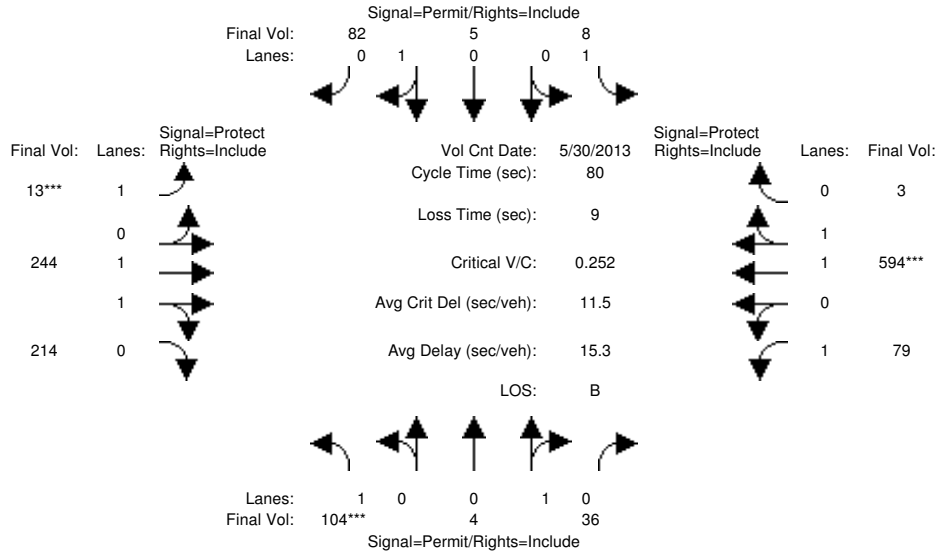 Signal=Permit/Rights=Include
Final Vol: 82 5 8
Lanes: 0 1 0 0 1
Signal=Protect Signal=Protect
Final Vol: Lanes: Rights=Include Vol Cnt Date: 5/30/2013 Rights=Include Lanes: Final Vol:
Cycle Time (sec): 80
13*** 1 0 3
Loss Time (sec): 9
0 1
244 1 Critical V/C: 0.252 1 594***
1 Avg Crit Del (sec/veh): 11.5 0
214 0 Avg Delay (sec/veh): 15.3 1 79
LOS: B
Lanes: 1 0 0 1 0
Final Vol: 104*** 4 36
Signal=Permit/Rights=Include